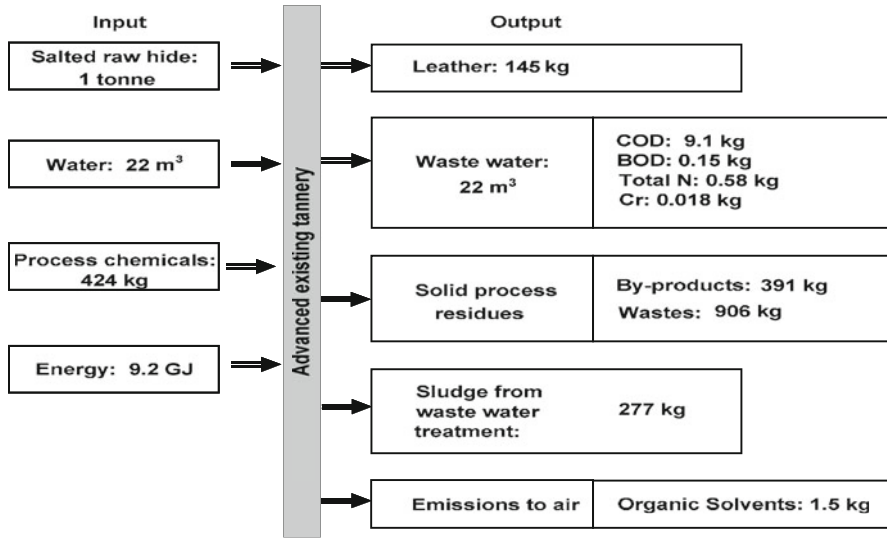 Input
Salted raw hide:
1 tonne
Water: 22 m³
Process chemicals:
424 kg
Energy: 9.2 GJ
Advanced existing tannery
Output
Leather: 145 kg
Waste water:
22 m³
COD: 9.1 kg
BOD: 0.15 kg
Total N: 0.58 kg
Cr: 0.018 kg
Solid process
residues
By-products: 391 kg
Wastes: 906 kg
Sludge from
waste water
treatment:
277 kg
Emissions to air
Organic Solvents: 1.5 kg